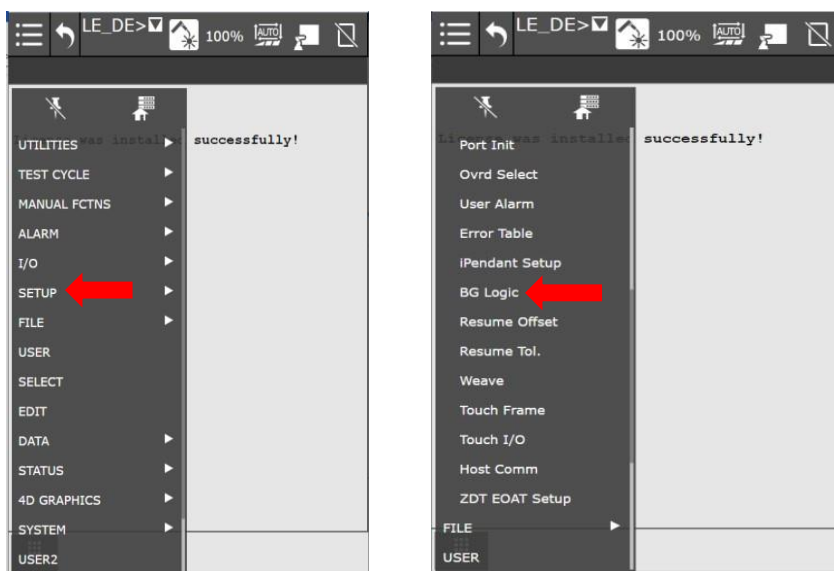 LE_DE>
100%
AUTO
License was installed successfully!
UTILITIES
TEST CYCLE
MANUAL FCTNS
ALARM
I/O
SETUP
FILE
USER
SELECT
EDIT
DATA
STATUS
4D GRAPHICS
SYSTEM
USER2
LE_DE>
100%
AUTO
License was installed successfully!
Port Init
Ovrd Select
User Alarm
Error Table
iPendant Setup
BG Logic
Resume Offset
Resume Tol.
Weave
Touch Frame
Touch I/O
Host Comm
ZDT EOAT Setup
FILE
USER